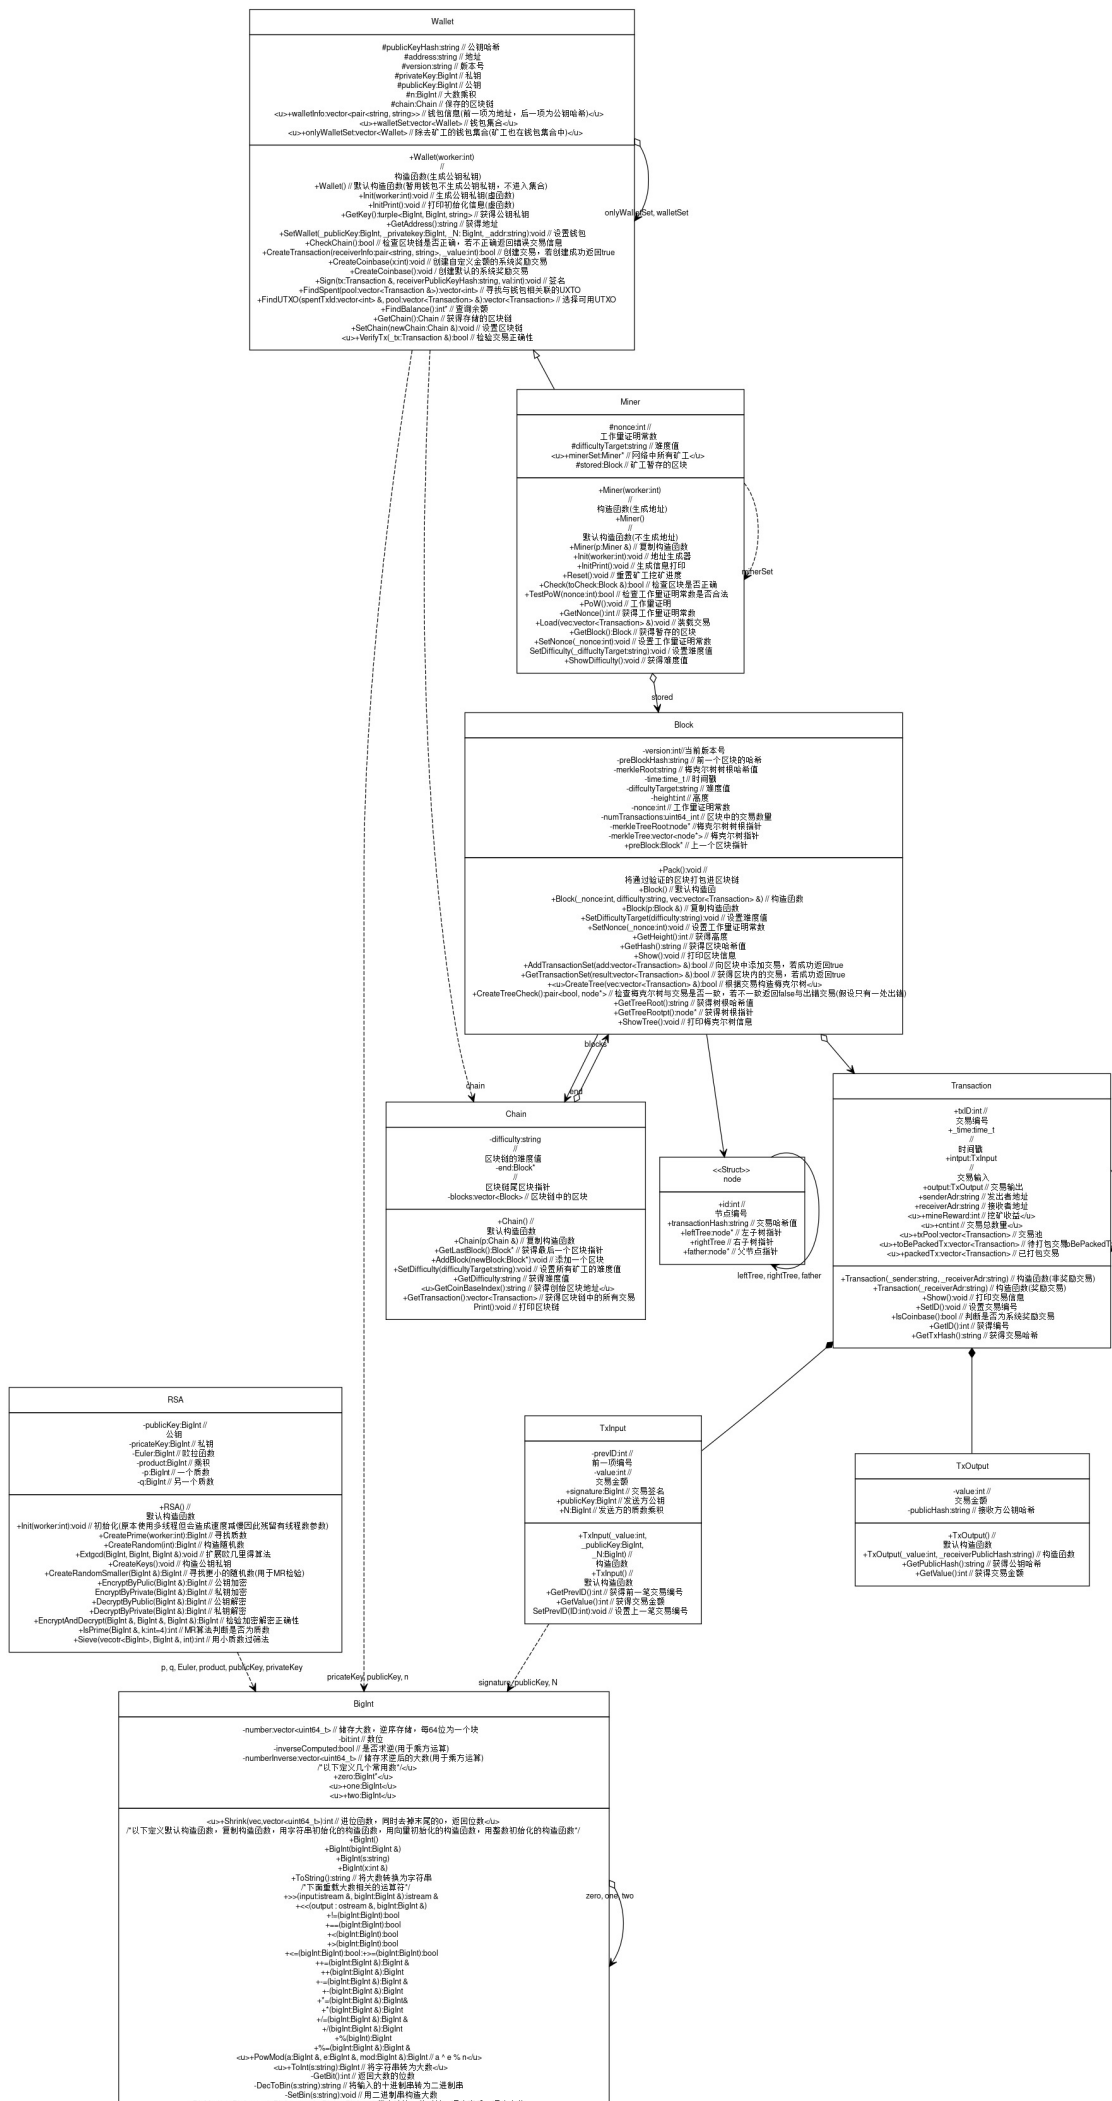 Wallet
#publicKeyHash:string // 公钥哈希
#address:string // 地址
#version:string // 版本号
#privateKey:BigInt // 私钥
#publicKey:BigInt // 公钥
#n:BigInt // 大数乘积
#chain:Chain // 保存的区块链
<u>+walletInfo:vector<pair<string, string>> // 钱包信息(前一项为地址，后一项为公钥哈希)</u>
<u>+walletSet:vector<Wallet> // 钱包集合</u>
<u>+onlyWalletSet:vector<Wallet> // 除去矿工的钱包集合(矿工也在钱包集合中)</u>
+Wallet(worker:int)
//
构造函数(生成公钥私钥)
+Wallet() // 默认构造函数(暂用钱包不生成公钥私钥，不进入集合)
+Init(worker:int):void // 生成公钥私钥(虚函数)
+InitPrint():void // 打印初始化信息(虚函数)
+GetKey():turple<BigInt, BigInt, string> // 获得公钥私钥
+GetAddress():string // 获得地址
+SetWallet(_publicKey:BigInt, _privatekey:BigInt, _N: BigInt, _addr:string):void // 设置钱包
+CheckChain():bool // 检查区块链是否正确，若不正确返回错误交易信息
+CreateTransaction(receiverInfo:pair<string, string>, _value:int):bool // 创建交易，若创建成功返回true
+CreateCoinbase(x:int):void // 创建自定义金额的系统奖励交易
+CreateCoinbase():void / 创建默认的系统奖励交易
+Sign(tx:Transaction &, receiverPublicKeyHash:string, val:int):void // 签名
+FindSpent(pool:vector<Transaction &>):vector<int> // 寻找与钱包相关联的UXTO
+FindUTXO(spentTxId:vector<int> &, pool:vector<Transaction> &):vector<Transaction> // 选择可用UTXO
+FindBalance():int* // 查询余额
+GetChain():Chain // 获得存储的区块链
+SetChain(newChain:Chain &):void // 设置区块链
<u>+VerifyTx(_tx:Transaction &):bool // 检验交易正确性
onlyWalletSet, walletSet
Miner
#nonce:int //
工作量证明常数
#difficultyTarget:string // 难度值
<u>+minerSet:Miner* // 网络中所有矿工</u>
#stored:Block // 矿工暂存的区块
+Miner(worker:int)
//
构造函数(生成地址)
+Miner()
//
默认构造函数(不生成地址)
+Miner(p:Miner &) // 复制构造函数
+Init(worker:int):void // 地址生成器
+InitPrint():void // 生成信息打印
+Reset():void // 重置矿工挖矿进度
+Check(toCheck:Block &):bool // 检查区块是否正确
+TestPoW(nonce:int):bool // 检查工作量证明常数是否合法
+PoW():void // 工作量证明
+GetNonce():int // 获得工作量证明常数
+Load(vec:vector<Transaction> &):void // 装载交易
+GetBlock():Block // 获得暂存的区块
+SetNonce(_nonce:int):void // 设置工作量证明常数
SetDifficulty(_diffucltyTarget:string):void / 设置难度值
+ShowDifficulty():void // 获得难度值
minerSet
stored
Block
-version:int//当前版本号
-preBlockHash:string // 前一个区块的哈希
-merkleRoot:string // 梅克尔树树根哈希值
-time:time_t // 时间戳
-diffcultyTarget:string // 难度值
-height:int // 高度
-nonce:int // 工作量证明常数
-numTransactions:uint64_int // 区块中的交易数量
-merkleTreeRoot:node* //梅克尔树树根指针
-merkleTree:vector<node*> // 梅克尔树指针
+preBlock:Block* // 上一个区块指针
+Pack():void //
将通过验证的区块打包进区块链
+Block() // 默认构造函
+Block(_nonce:int, difficulty:string, vec:vector<Transaction> &) // 构造函数
+Block(p:Block &) // 复制构造函数
+SetDifficultyTarget(difficulty:string):void // 设置难度值
+SetNonce(_nonce:int):void // 设置工作量证明常数
+GetHeight():int // 获得高度
+GetHash():string // 获得区块哈希值
+Show():void // 打印区块信息
+AddTransactionSet(add:vector<Transaction> &):bool // 向区块中添加交易，若成功返回true
+GetTransactionSet(result:vector<Transaction> &):bool // 获得区块内的交易，若成功返回true
+<u>CreateTree(vec:vector<Transaction> &):bool // 根据交易构造梅克尔树</u>
+CreateTreeCheck():pair<bool, node*> // 检查梅克尔树与交易是否一致，若不一致返回false与出错交易(假设只有一处出错)
+GetTreeRoot():string // 获得树根哈希值
+GetTreeRootpt():node* // 获得树根指针
+ShowTree():void // 打印梅克尔树信息
blocks
chain
end
Chain
-difficulty:string
//
区块链的难度值
-end:Block*
//
区块链尾区块指针
-blocks:vector<Block> // 区块链中的区块
+Chain() //
默认构造函数
+Chain(p:Chain &) // 复制构造函数
+GetLastBlock():Block* // 获得最后一个区块指针
+AddBlock(newBlock:Block*):void // 添加一个区块
+SetDifficulty(difficultyTarget:string):void // 设置所有矿工的难度值
+GetDifficulty:string // 获得难度值
<u>+GetCoinBaseIndex():string // 获得创始区块地址</u>
+GetTransaction():vector<Transaction> // 获得区块链中的所有交易
Print():void // 打印区块链
<<Struct>>
node
+id:int //
节点编号
+transactionHash:string // 交易哈希值
+leftTree:node* // 左子树指针
+rightTree // 右子树指针
+father:node* // 父节点指针
leftTree, rightTree, father
Transaction
+txID:int //
交易编号
+_time:time_t
//
时间戳
+intput:TxInput
//
交易输入
+output:TxOutput // 交易输出
+senderAdr:string // 发出者地址
+receiverAdr:string // 接收者地址
<u>+mineReward:int // 挖矿收益</u>
<u>+cnt:int // 交易总数量</u>
<u>+txPool:vector<Transaction> // 交易池
<u>+toBePackedTx:vector<Transaction> // 待打包交易
<u>+packedTx:vector<Transaction> // 已打包交易
+Transaction(_sender:string, _receiverAdr:string) // 构造函数(非奖励交易)
+Transaction(_receiverAdr:string) // 构造函数(奖励交易)
+Show():void // 打印交易信息
+SetID():void // 设置交易编号
+IsCoinbase():bool // 判断是否为系统奖励交易
+GetID():int // 获得编号
+GetTxHash():string // 获得交易哈希
RSA
-publicKey:BigInt //
公钥
-pricateKey:BigInt // 私钥
-Euler:BigInt // 欧拉函数
-product:BigInt // 乘积
-p:BigInt // 一个质数
-q:BigInt // 另一个质数
+RSA() //
默认构造函数
+Init(worker:int):void // 初始化(原本使用多线程但会造成速度减慢因此残留有线程数参数)
+CreatePrime(worker:int):BigInt // 寻找质数
+CreateRandom(int):BigInt // 构造随机数
+Extgcd(BigInt, BigInt, BigInt &):void // 扩展欧几里得算法
+CreateKeys():void // 构造公钥私钥
+CreateRandomSmaller(BigInt &):BigInt // 寻找更小的随机数(用于MR检验)
+EncryptByPulic(BigInt &):BigInt // 公钥加密
EncryptByPrivate(BigInt &):BigInt // 私钥加密
+DecryptByPublic(BigInt &):BigInt // 公钥解密
+DecryptByPrivate(BigInt &):BigInt // 私钥解密
+EncryptAndDecrypt(BigInt &, BigInt &, BigInt &):BigInt // 检验加密解密正确性
+IsPrime(BigInt &, k:int=4):int // MR算法判断是否为质数
+Sieve(vecotr<BigInt>, BigInt &, int):int // 用小质数过筛法
TxInput
-prevID:int //
前一项编号
-value:int //
交易金额
+signature:BigInt // 交易签名
+publicKey:BigInt // 发送方公钥
+N:BigInt // 发送方的质数乘积
+TxInput(_value:int,
_publicKey:BigInt,
_N:BigInt) //
构造函数
+TxInput() //
默认构造函数
+GetPrevID():int // 获得前一笔交易编号
+GetValue():int // 获得交易金额
SetPrevID(ID:int):void // 设置上一笔交易编号
TxOutput
-value:int //
交易金额
-publicHash:string // 接收方公钥哈希
+TxOutput() //
默认构造函数
+TxOutput(_value:int, _receiverPublicHash:string) // 构造函数
+GetPublicHash():string // 获得公钥哈希
+GetValue():int // 获得交易金额
p, q, Euler, product, publicKey, privateKey
pricateKey, publicKey, n
signature, publicKey, N
BigInt
-number:vector<uint64_t> // 储存大数，逆序存储，每64位为一个块
-bit:int // 数位
-inverseComputed:bool // 是否求逆(用于乘方运算)
-numberInverse:vector<uint64_t> // 储存求逆后的大数(用于乘方运算)
/*以下定义几个常用数*/</u>
+zero:BigInt*</u>
<u>+one:BigInt</u>
<u>+two:BigInt</u>
<u>+Shrink(vec,vector<uint64_t>):int // 进位函数，同时去掉末尾的0，返回位数</u>
/*以下定义默认构造函数，复制构造函数，用字符串初始化的构造函数，用向量初始化的构造函数，用整数初始化的构造函数*/
+BigInt()
+BigInt(bigInt:BigInt &)
+BigInt(s:string)
+BigInt(x:int &)
+ToString():string // 将大数转换为字符串
/*下面重载大数相关的运算符*/
+>>(input:istream &, bigInt:BigInt &):istream &
+<<(output : ostream &, bigInt:BigInt &)
+!=(bigInt:BigInt):bool
+==(bigInt:BigInt):bool
+<(bigInt:BigInt):bool
+>(bigInt:BigInt):bool
+<=(bigInt:BigInt):bool:+>=(bigInt:BigInt):bool
++=(bigInt:BigInt &):BigInt &
++(bigInt:BigInt &):BigInt
+-=(bigInt:BigInt &):BigInt &
+-(bigInt:BigInt &):BigInt
+*=(bigInt:BigInt &):BigInt&
+*(bigInt:BigInt &):BigInt
+/=(bigInt:BigInt &):BigInt &
+/(bigInt:BigInt &):BigInt
+%(bigInt):BigInt
+%=(bigInt:BigInt &):BigInt &
<u>+PowMod(a:BigInt &, e:BigInt &, mod:BigInt &):BigInt // a ^ e % n</u>
<u>+ToInt(s:string):BigInt // 将字符串转为大数</u>
-GetBit():int // 返回大数的位数
-DecToBin(s:string):string // 将输入的十进制串转为二进制串
-SetBin(s:string):void // 用二进制串构造大数
zero, one, two